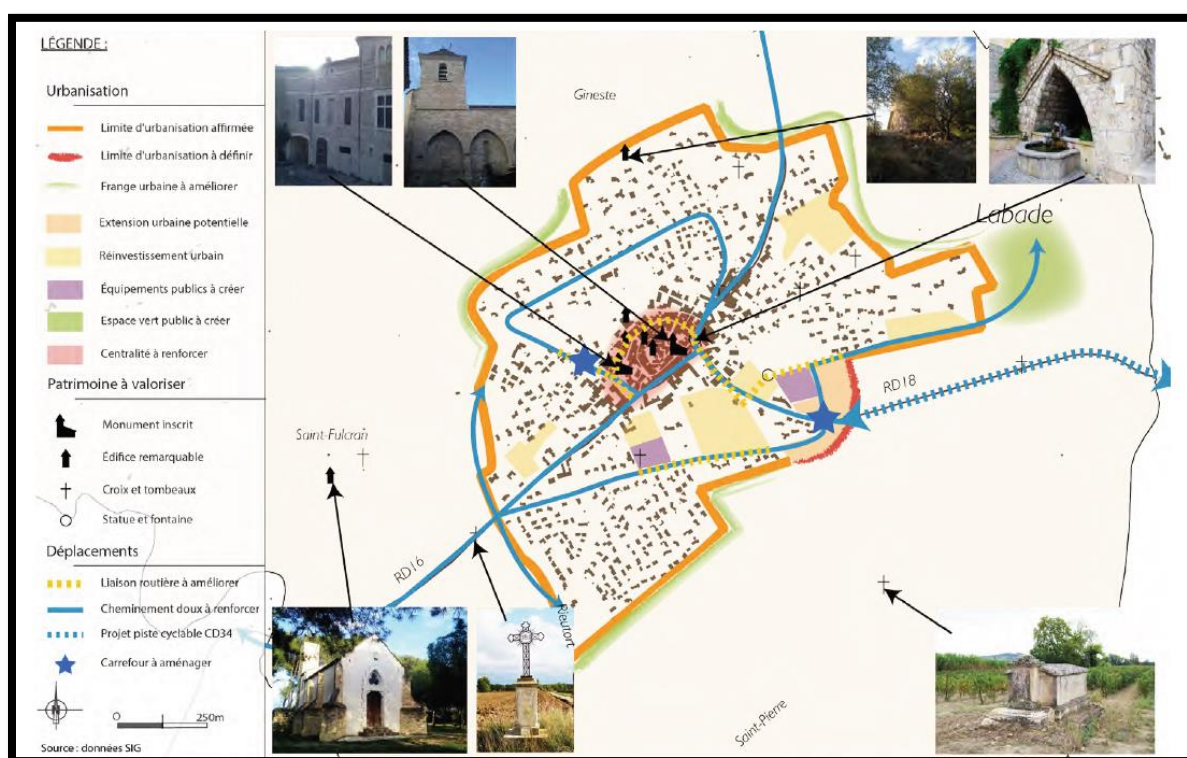 LÉGENDE :
Urbanisation
Limite d'urbanisation affirmée
Limite d'urbanisation à définir
Frange urbaine à améliorer
Extension urbaine potentielle
Réinvestissement urbain
Équipements publics à créer
Espace vert public à créer
Centralité à renforcer
Patrimoine à valoriser
Monument inscrit
Édifice remarquable
Croix et tombeaux
Statue et fontaine
Déplacements
Liaison routière à améliorer
Cheminement doux à renforcer
Projet piste cyclable CD34
Carrefour à aménager
O 250m
Source : données SIG
Gineste
Labade
RD18
Saint-Fulcran
RD16
Rieutort
Saint-Pierre